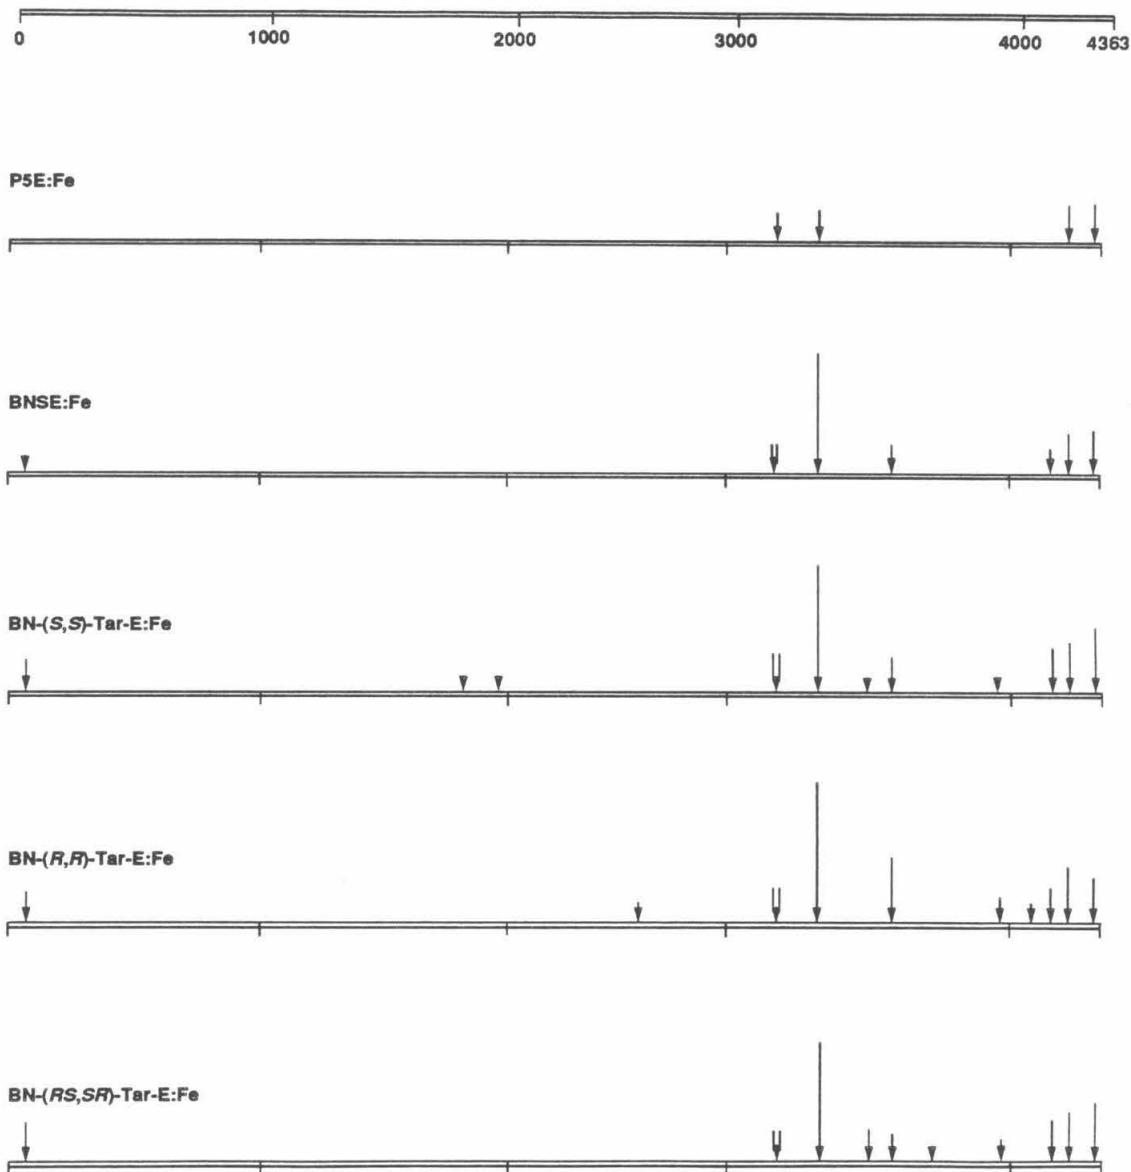 0 1000 2000 3000 4000 4363
P5E:Fe
BNSE:Fe
BN-(S,S)-Tar-E:Fe
BN-(R,R)-Tar-E:Fe
BN-(RS,SR)-Tar-E:Fe